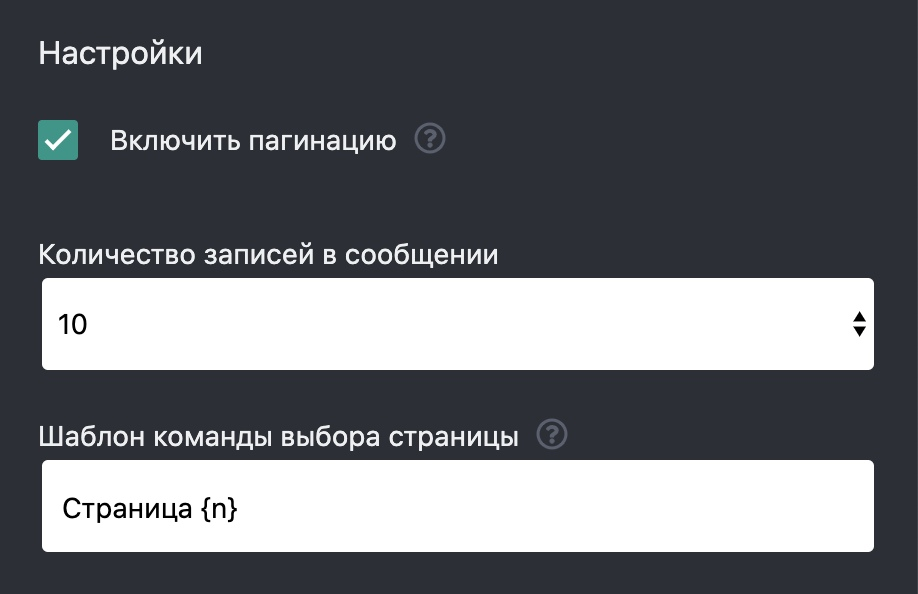 Настройки
Включить пагинацию ?
Количество записей в сообщении
10
Шаблон команды выбора страницы ?
Страница {n}